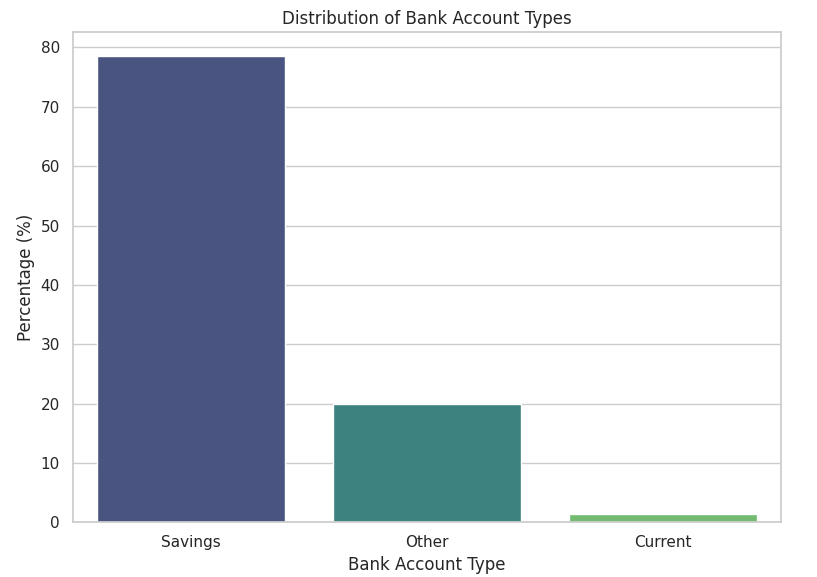 Distribution of Bank Account Types
80
70
60
50
40
30
20
10
0
Percentage (%)
Savings Other Current
Bank Account Type